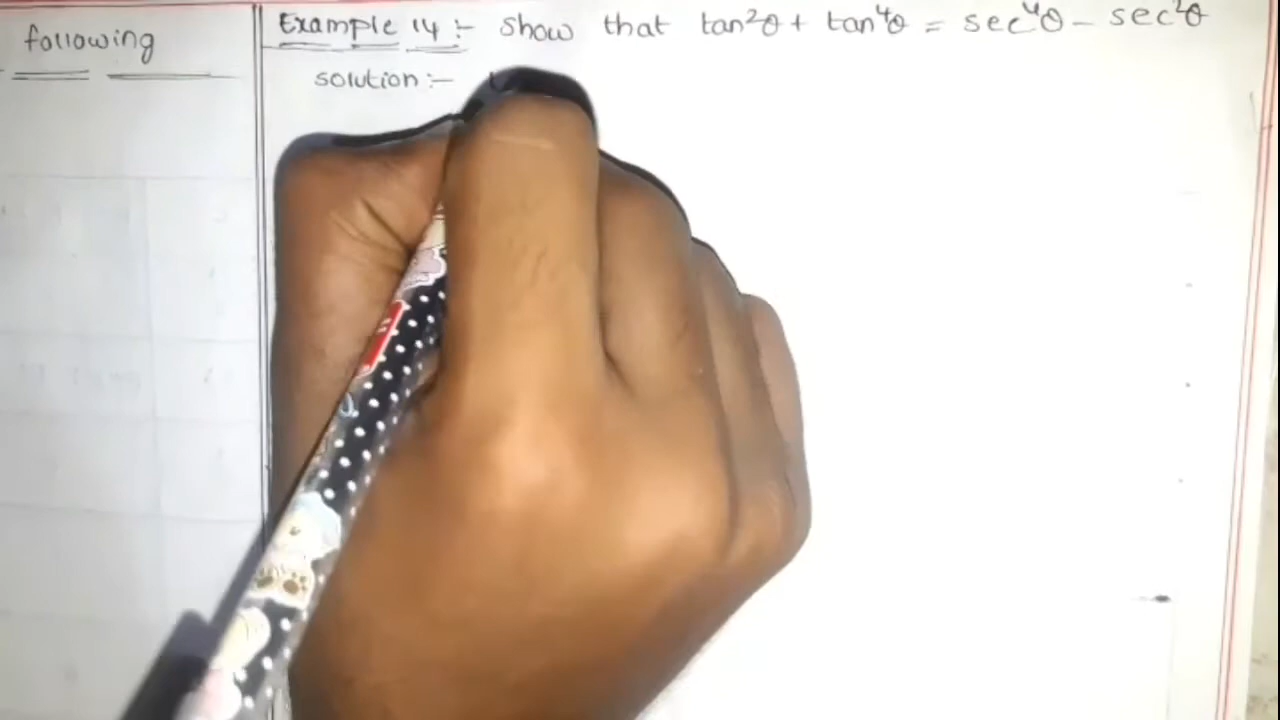 following
Example 14 :- show that tan²θ + tan⁴θ = sec⁴θ - sec²θ
solution :-